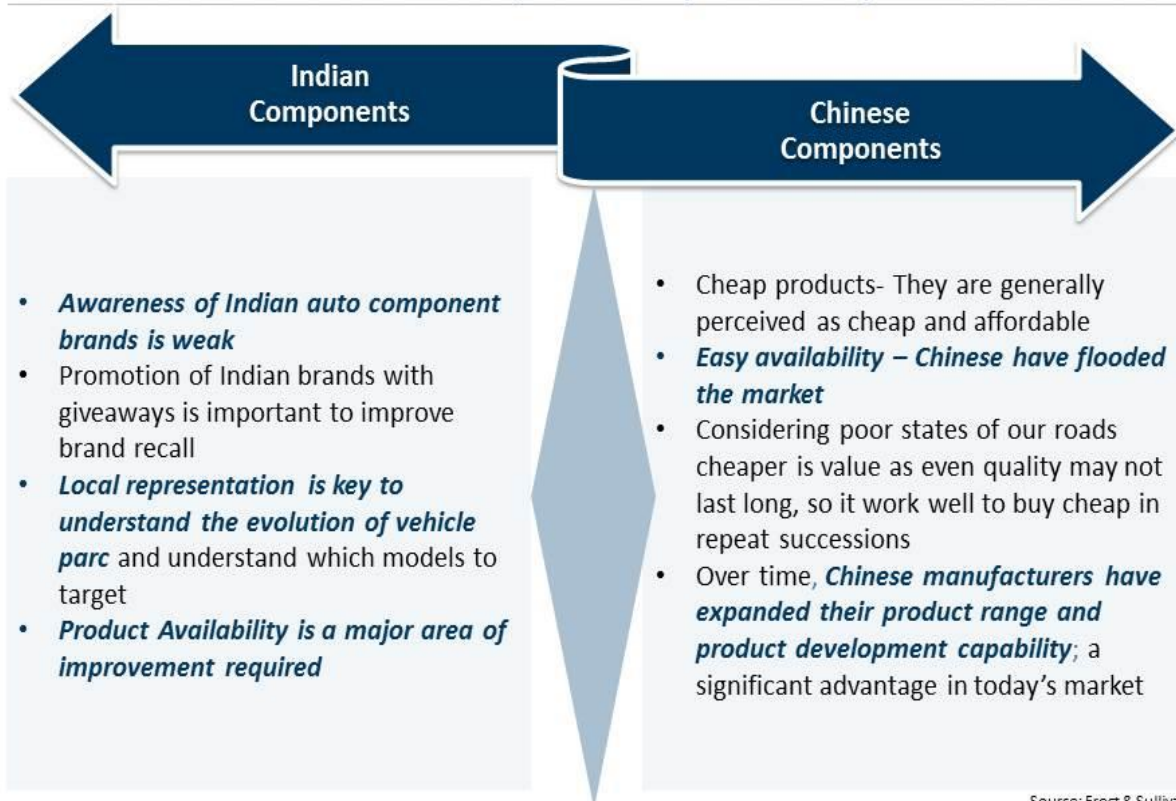 Indian
Components
Chinese
Components
• Awareness of Indian auto component
brands is weak
• Promotion of Indian brands with
giveaways is important to improve
brand recall
• Local representation is key to
understand the evolution of vehicle
parc and understand which models to
target
• Product Availability is a major area of
improvement required
• Cheap products- They are generally
perceived as cheap and affordable
• Easy availability – Chinese have flooded
the market
• Considering poor states of our roads
cheaper is value as even quality may not
last long, so it work well to buy cheap in
repeat successions
• Over time, Chinese manufacturers have
expanded their product range and
product development capability; a
significant advantage in today's market
Source: Frost &